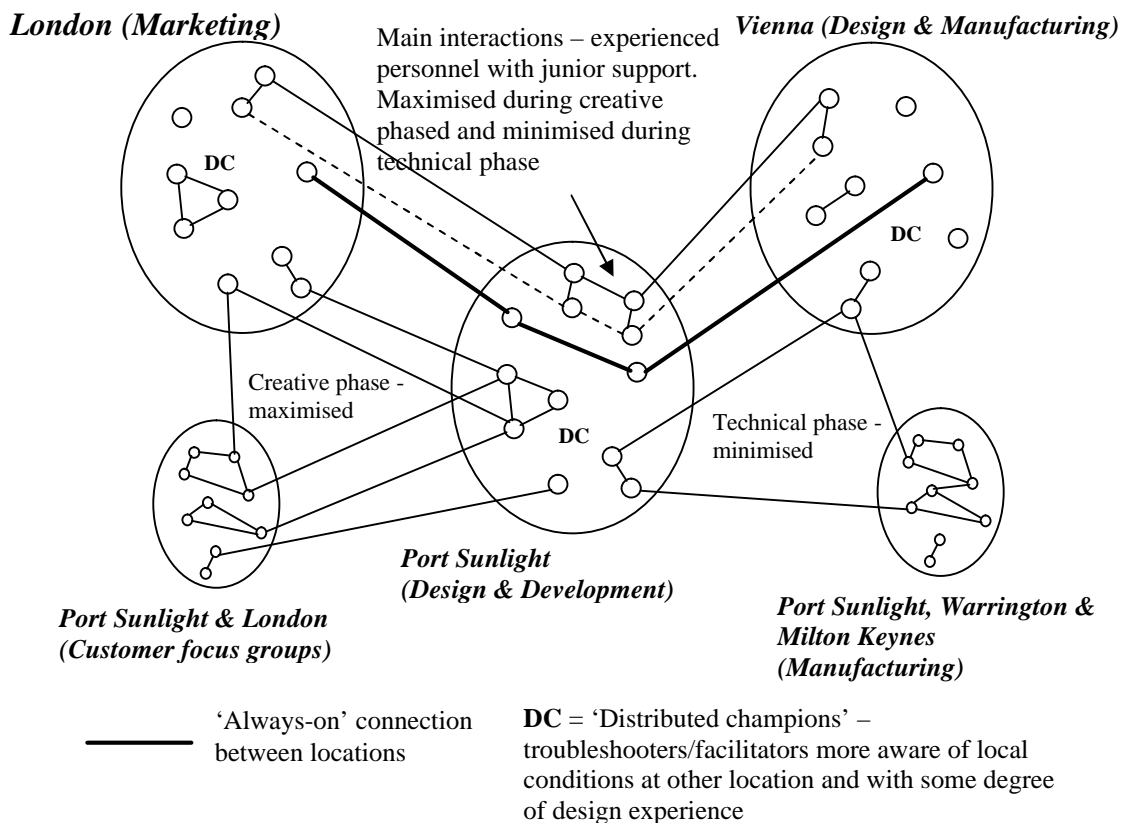 London (Marketing)
Main interactions – experienced
personnel with junior support.
Maximised during creative
phased and minimised during
technical phase
Vienna (Design & Manufacturing)
DC
DC
Creative phase -
maximised
DC
Technical phase -
minimised
Port Sunlight
(Design & Development)
Port Sunlight & London
(Customer focus groups)
Port Sunlight, Warrington &
Milton Keynes
(Manufacturing)
‘Always-on’ connection
between locations
DC = ‘Distributed champions’ –
troubleshooters/facilitators more aware of local
conditions at other location and with some degree
of design experience